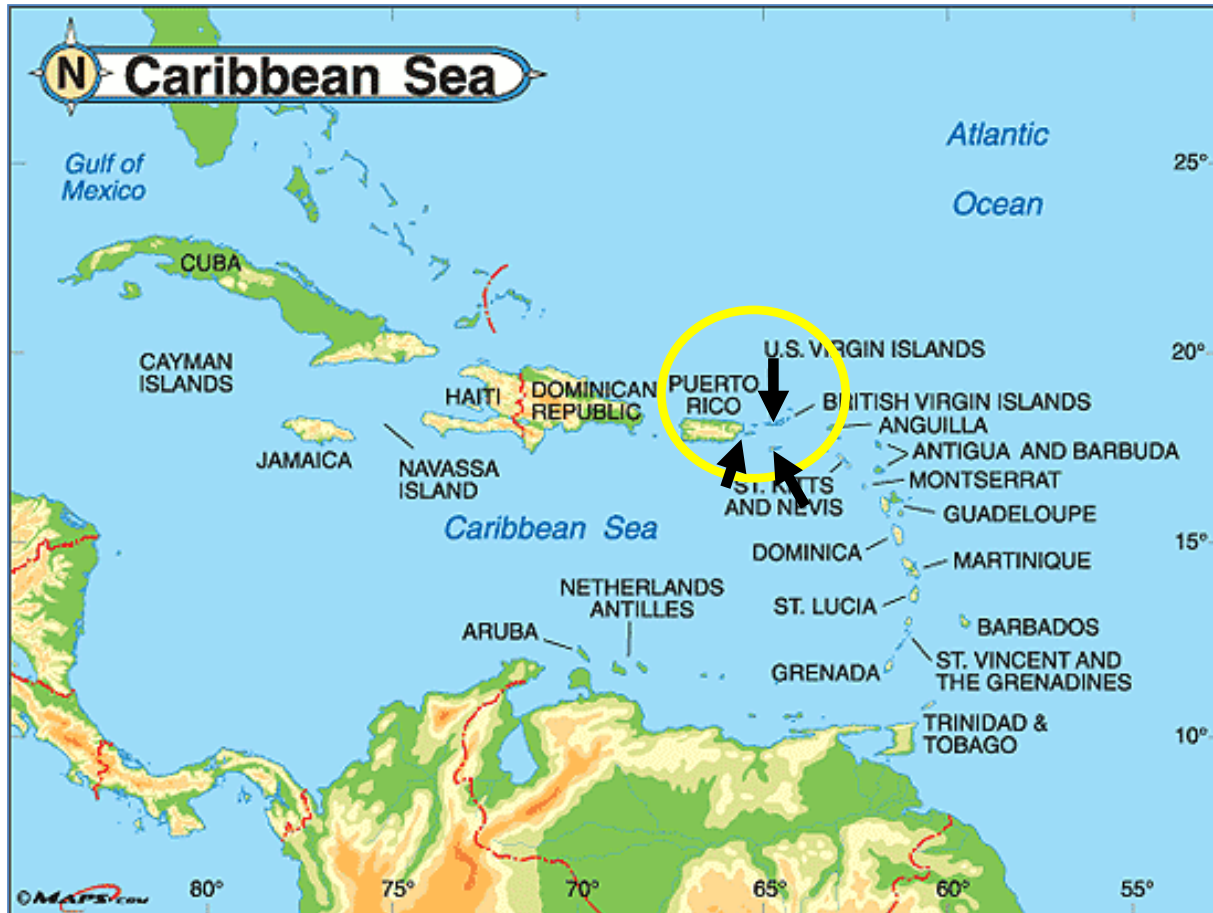 N
Caribbean Sea
Atlantic
Ocean
Gulf of
Mexico
25°
CUBA
20°
CAYMAN
ISLANDS
U.S. VIRGIN ISLANDS
HAITI
DOMINICAN
REPUBLIC
PUERTO
RICO
BRITISH VIRGIN ISLANDS
ANGUILLA
ANTIGUA AND BARBUDA
JAMAICA
NAVASSA
ISLAND
ST. KITTS
AND NEVIS
MONTSERRAT
GUADELOUPE
Caribbean Sea
15°
DOMINICA
MARTINIQUE
NETHERLANDS
ANTILLES
ST. LUCIA
ARUBA
BARBADOS
GRENADA
ST. VINCENT AND
THE GRENADINES
TRINIDAD &
TOBAGO
10°
80°
75°
70°
65°
60°
55°
©MAPS.COM